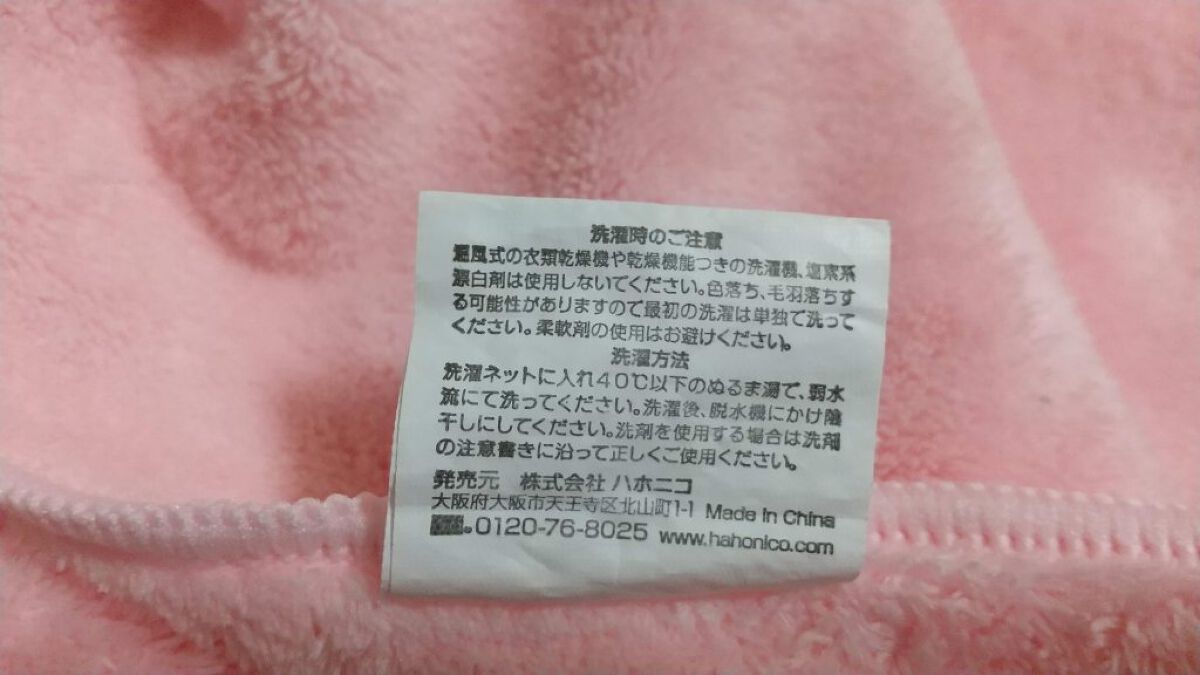 洗濯時のご注意
温風式の衣類乾燥機や乾燥機能つきの洗濯機、塩素系
漂白剤は使用しないでください。色落ち、毛羽落ちす
る可能性がありますので最初の洗濯は単独で洗って
ください。柔軟剤の使用はお避けください。
洗濯方法
洗濯ネットに入れ40℃以下のぬるま湯で、弱水
流にて洗ってください。洗濯後、脱水機にかけ陰
干しにしてください。洗剤を使用する場合は洗剤
の注意書きに沿って正しくご使用ください。
発売元 株式会社 ハホニコ
大阪府大阪市天王寺区北山町1-1 Made in China
0120-76-8025 www.hahonico.com